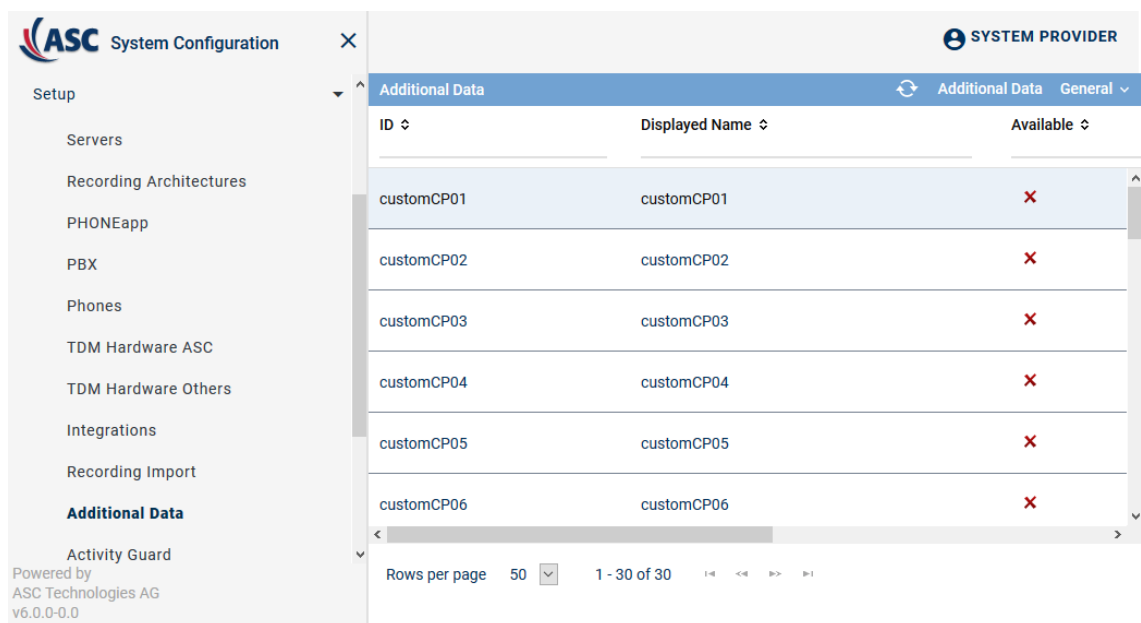 ASC System Configuration
SYSTEM PROVIDER
Setup
Servers
Recording Architectures
PHONEapp
PBX
Phones
TDM Hardware ASC
TDM Hardware Others
Integrations
Recording Import
Additional Data
Activity Guard
Powered by
ASC Technologies AG
v6.0.0-0.0
Additional Data Additional Data General
ID Displayed Name Available
customCP01 customCP01
customCP02 customCP02
customCP03 customCP03
customCP04 customCP04
customCP05 customCP05
customCP06 customCP06
Rows per page 50 1 - 30 of 30